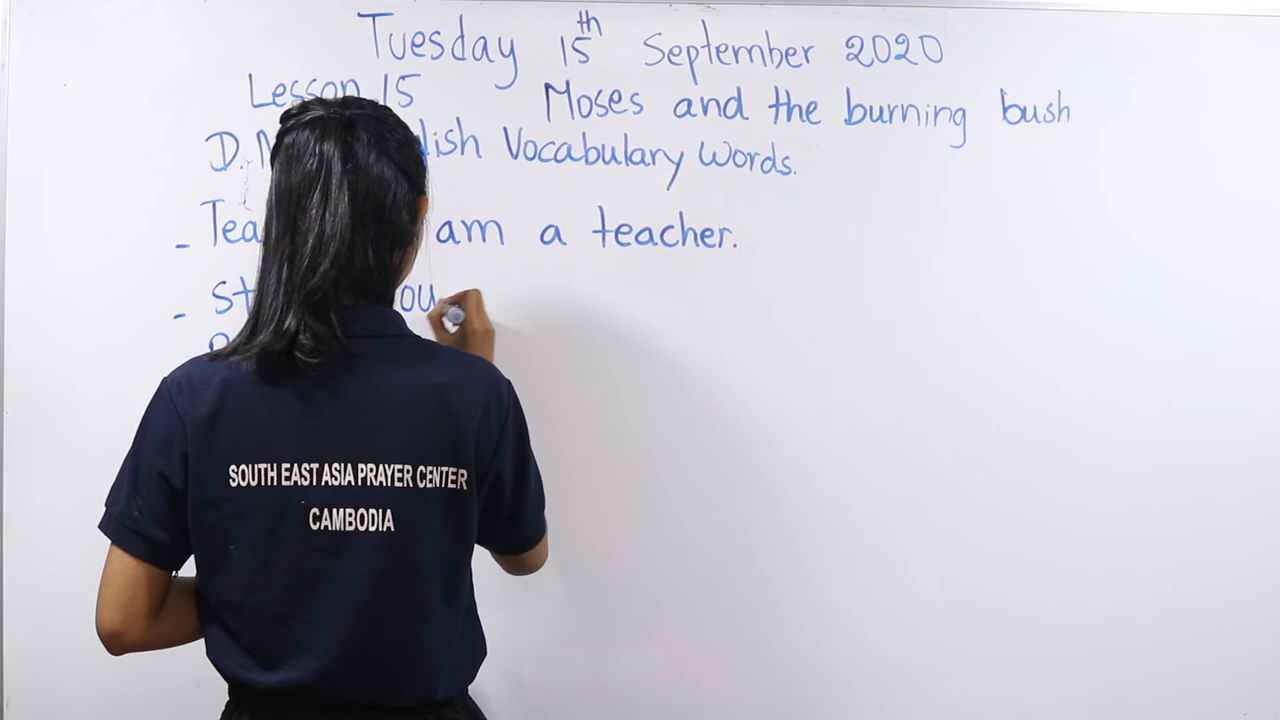 Tuesday 15th September 2020
Lesson 15 Moses and the burning bush
D. Vocabulary Words.
- am a teacher.
-
SOUTH EAST ASIA PRAYER CENTER
CAMBODIA